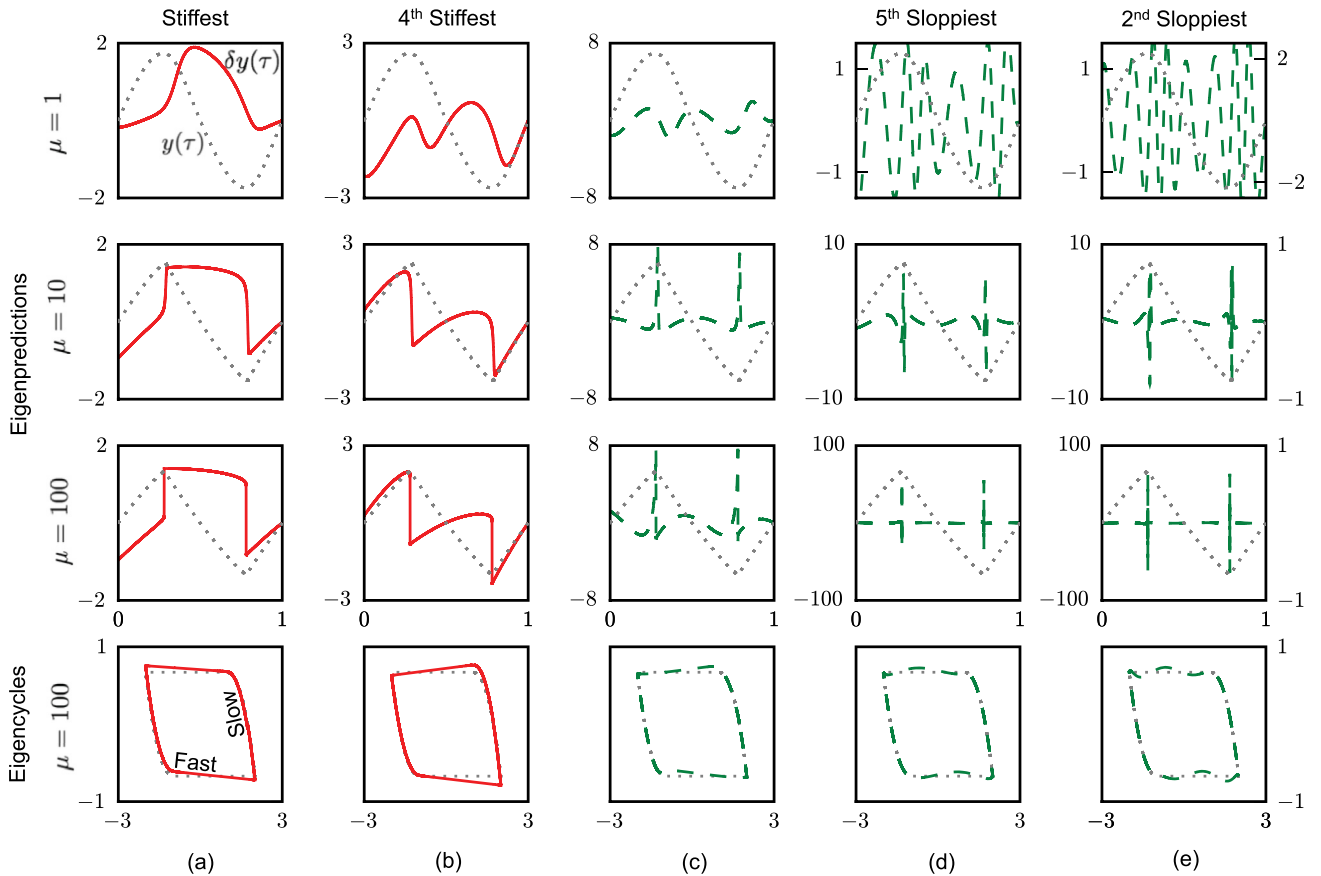 Stiffest 4th Stiffest 5th Sloppiest 2nd Sloppiest
Eigenpredictions
μ = 1
2 3 8 1 1 2
δy(τ)
y(τ)
−2 −3 −8 −1 −1 −2
μ = 10
2 3 8 10 10 1
−2 −3 −8 −10 −10 −1
μ = 100
2 3 8 100 100 1
−2 −3 −8 −100 −100 −1
0 1 0 1 0 1 0 1 0 1
Eigencycles
μ = 100
1 1
Slow
Fast
−1 −1
−3 3 −3 3 −3 3 −3 3 −3 3
(a) (b) (c) (d) (e)